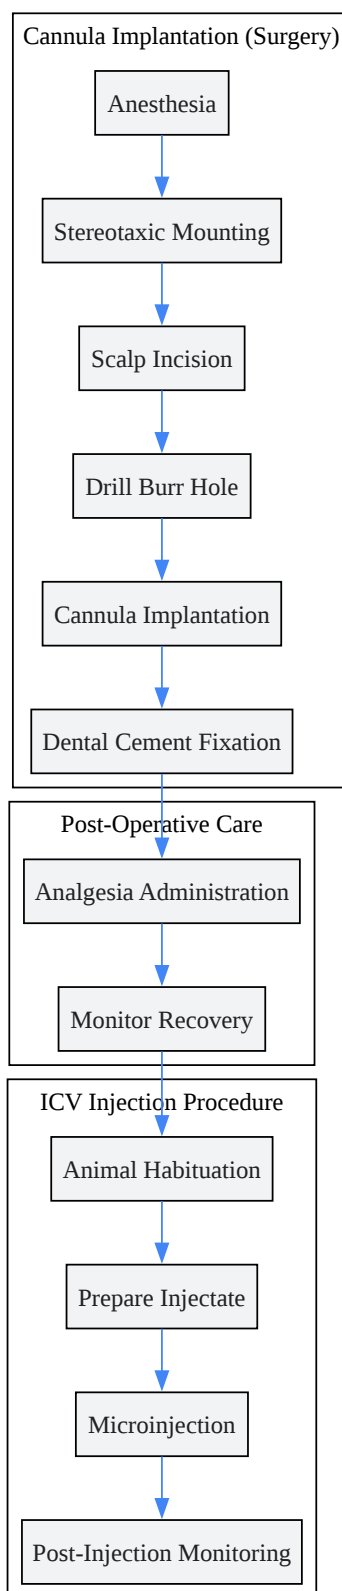 Cannula Implantation (Surgery)
Anesthesia
Stereotaxic Mounting
Scalp Incision
Drill Burr Hole
Cannula Implantation
Dental Cement Fixation
Post-Operative Care
Analgesia Administration
Monitor Recovery
ICV Injection Procedure
Animal Habituation
Prepare Injectate
Microinjection
Post-Injection Monitoring